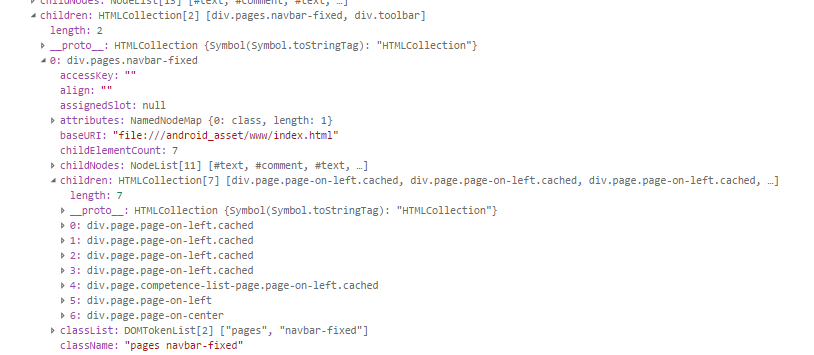 childNodes: NodeList[13] [#text, #comment, #text, …]
children: HTMLCollection[2] [div.pages.navbar-fixed, div.toolbar]
length: 2
__proto__: HTMLCollection {Symbol(Symbol.toStringTag): "HTMLCollection"}
0: div.pages.navbar-fixed
accessKey: ""
align: ""
assignedSlot: null
attributes: NamedNodeMap {0: class, length: 1}
baseURI: "file:///android_asset/www/index.html"
childElementCount: 7
childNodes: NodeList[11] [#text, #comment, #text, …]
children: HTMLCollection[7] [div.page.page-on-left.cached, div.page.page-on-left.cached, div.page.page-on-left.cached, …]
length: 7
__proto__: HTMLCollection {Symbol(Symbol.toStringTag): "HTMLCollection"}
0: div.page.page-on-left.cached
1: div.page.page-on-left.cached
2: div.page.page-on-left.cached
3: div.page.page-on-left.cached
4: div.page.competence-list-page.page-on-left.cached
5: div.page.page-on-left
6: div.page.page-on-center
classList: DOMTokenList[2] ["pages", "navbar-fixed"]
className: "pages navbar-fixed"